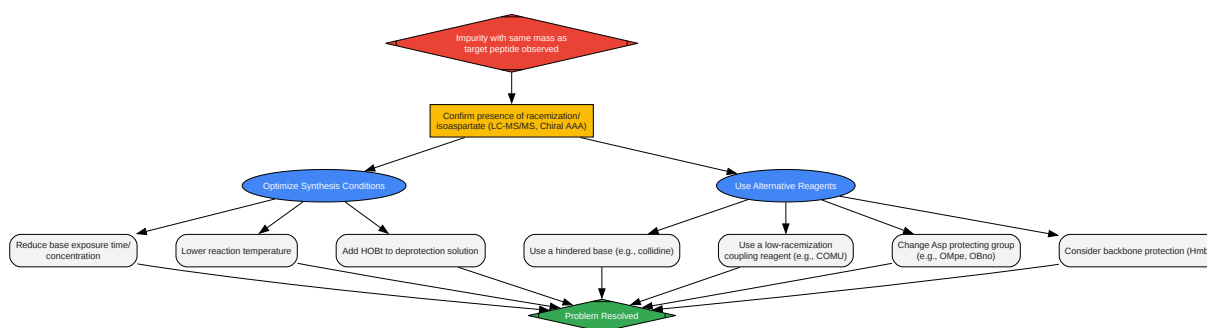 Impurity with same mass as
target peptide observed
Confirm presence of racemization/
isoaspartate (LC-MS/MS, Chiral AAA)
Optimize Synthesis Conditions
Use Alternative Reagents
Reduce base exposure time/
concentration
Lower reaction temperature
Add HOBt to deprotection solution
Use a hindered base (e.g., collidine)
Use a low-racemization
coupling reagent (e.g., COMU)
Change Asp protecting group
(e.g., OMpe, OBno)
Consider backbone protection (Hmb
Problem Resolved